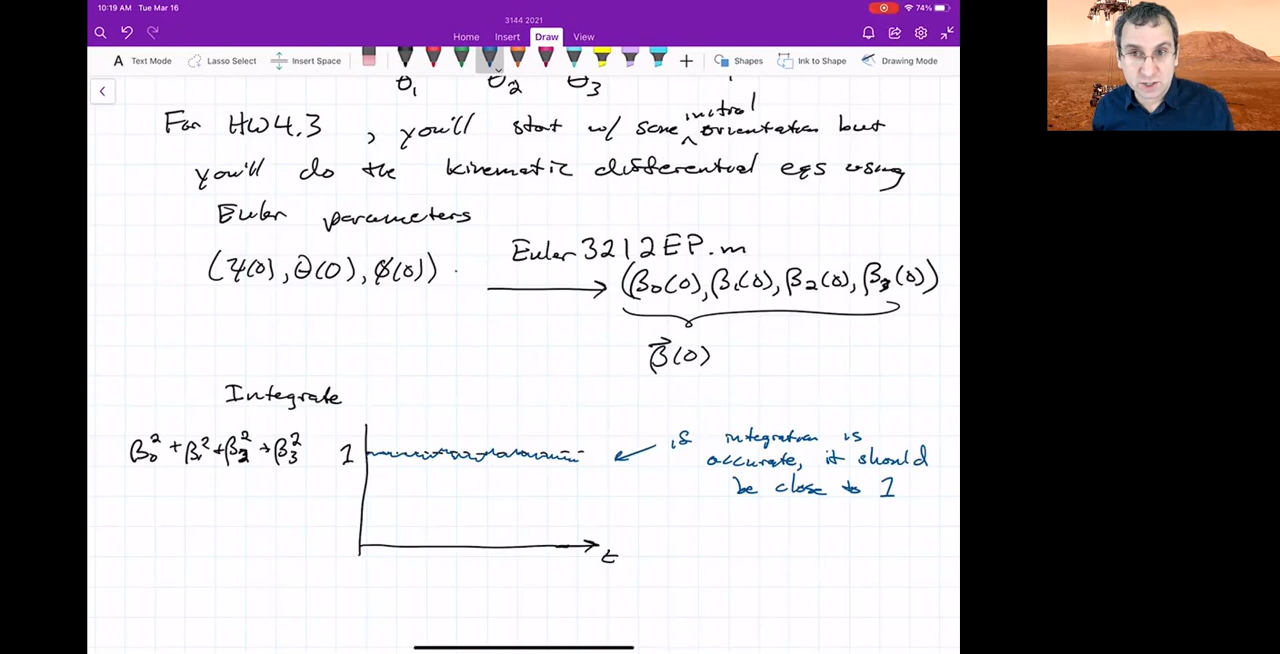 10:19 AM Tue Mar 16
74%
3144 2021
Home Insert Draw View
Text Mode Lasso Select Insert Space + Shapes Ink to Shape Drawing Mode
θ₁ θ₂ θ₃
initial
For HW4.3, you'll start w/ some ^ orientation but
you'll do the kinematic differential eqs using
Euler parameters
Euler3212EP.m
(ψ(0), θ(0), φ(0)) → (β₀(0), β₁(0), β₂(0), β₃(0))
β⃗(0)
Integrate
β₀² + β₁² + β₂² + β₃² 1
if integration is
accurate, it should
be close to 1
t